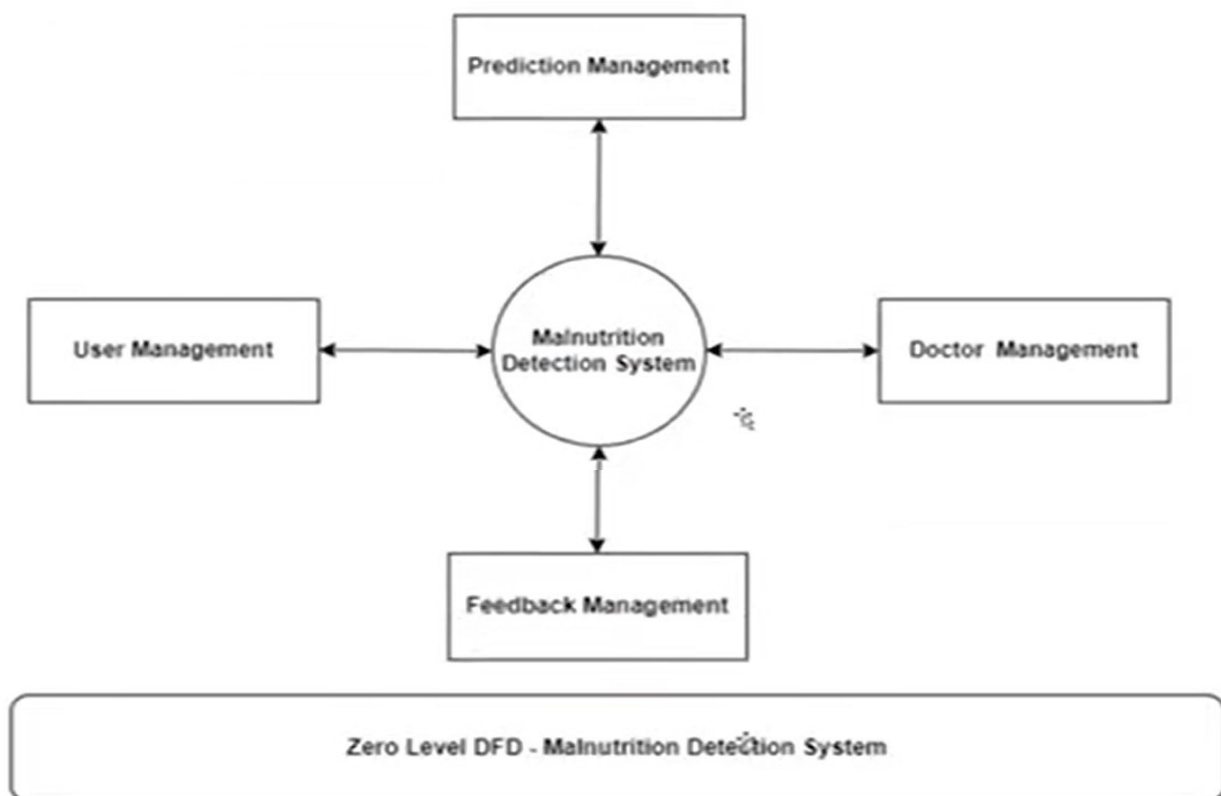 Prediction Management
User Management
Malnutrition
Detection System
Doctor Management
Feedback Management
Zero Level DFD - Malnutrition Detection System